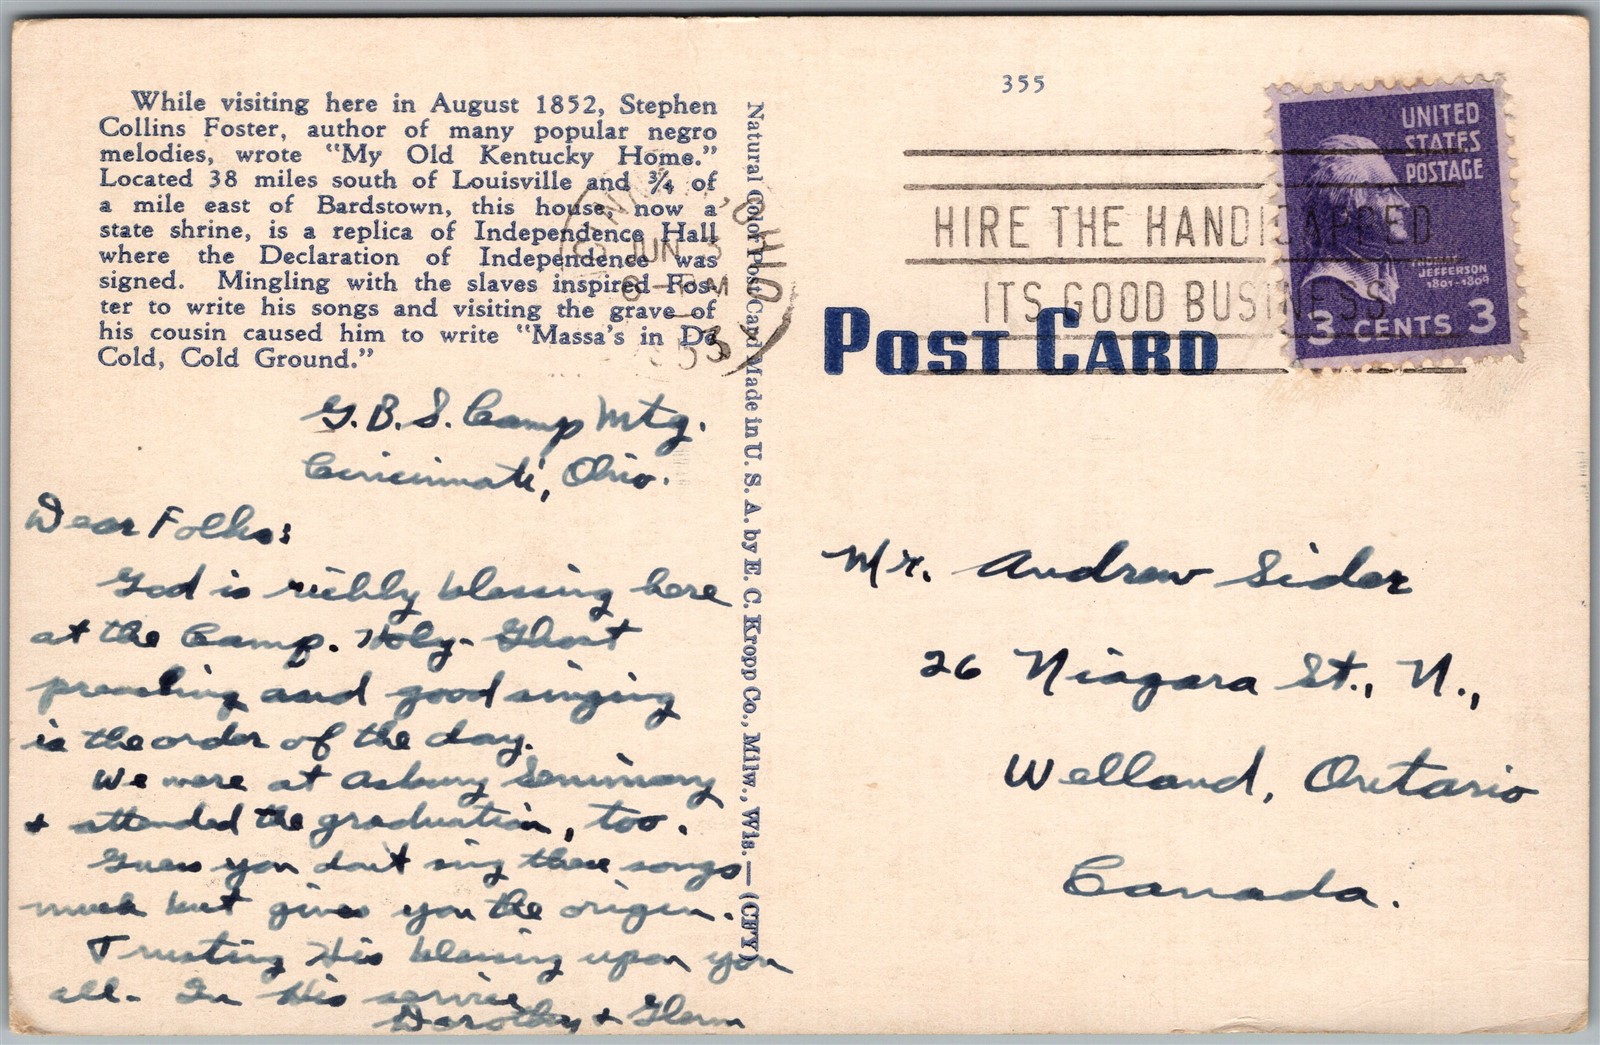 While visiting here in August 1852, Stephen
Collins Foster, author of many popular negro
melodies, wrote "My Old Kentucky Home."
Located 38 miles south of Louisville and ¾ of
a mile east of Bardstown, this house, now a
state shrine, is a replica of Independence Hall
where the Declaration of Independence was
signed. Mingling with the slaves inspired Fos-
ter to write his songs and visiting the grave of
his cousin caused him to write "Massa's in De
Cold, Cold Ground."
G.B.S. Camp Mtg.
Cincinnati, Ohio.
Dear Folks:
God is richly blessing here
at the Camp. Holy-Ghost
preaching and good singing
is the order of the day.
We were at Asbury Seminary
+ attended the graduation, too.
Guess you don't sing these songs
much but gives you the origin.
Trusting His blessing upon you
all. In His service
Dorothy + Glenn
Natural Color Post Card Made in U. S. A. by E. C. Kropp Co., Milw., Wis. — (CFY)
OHIO
JUN 3
8 - PM
53
355
HIRE THE HANDICAPPED
ITS GOOD BUSINESS
UNITED
STATES
POSTAGE
THOMAS
JEFFERSON
1801-1809
3 CENTS 3
POST CARD
Mr. Andrew Sider
26 Niagara St., N.,
Welland, Ontario
Canada.